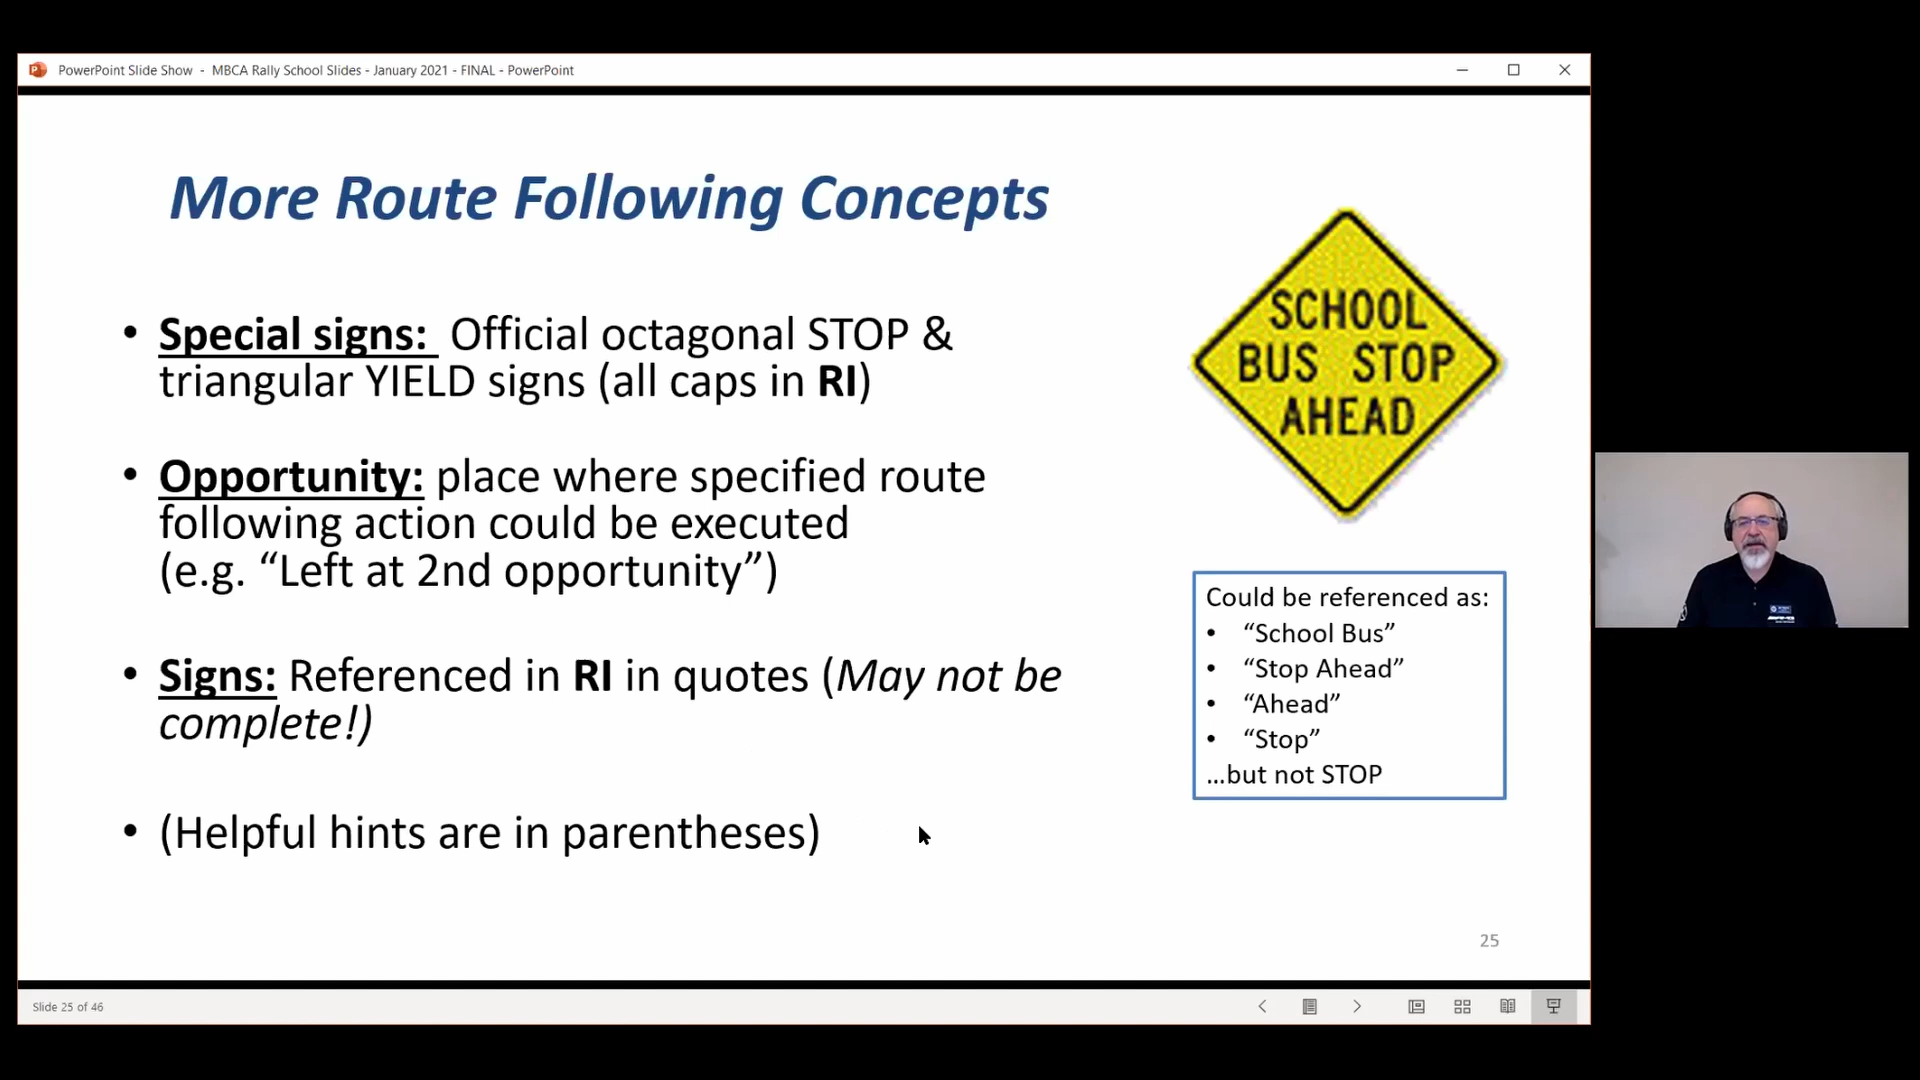 PowerPoint Slide Show - MBCA Rally School Slides - January 2021 - FINAL - PowerPoint
More Route Following Concepts
• Special signs: Official octagonal STOP &
triangular YIELD signs (all caps in RI)
• Opportunity: place where specified route
following action could be executed
(e.g. “Left at 2nd opportunity”)
• Signs: Referenced in RI in quotes (May not be
complete!)
• (Helpful hints are in parentheses)
SCHOOL
BUS STOP
AHEAD
Could be referenced as:
• “School Bus”
• “Stop Ahead”
• “Ahead”
• “Stop”
...but not STOP
25
Slide 25 of 46